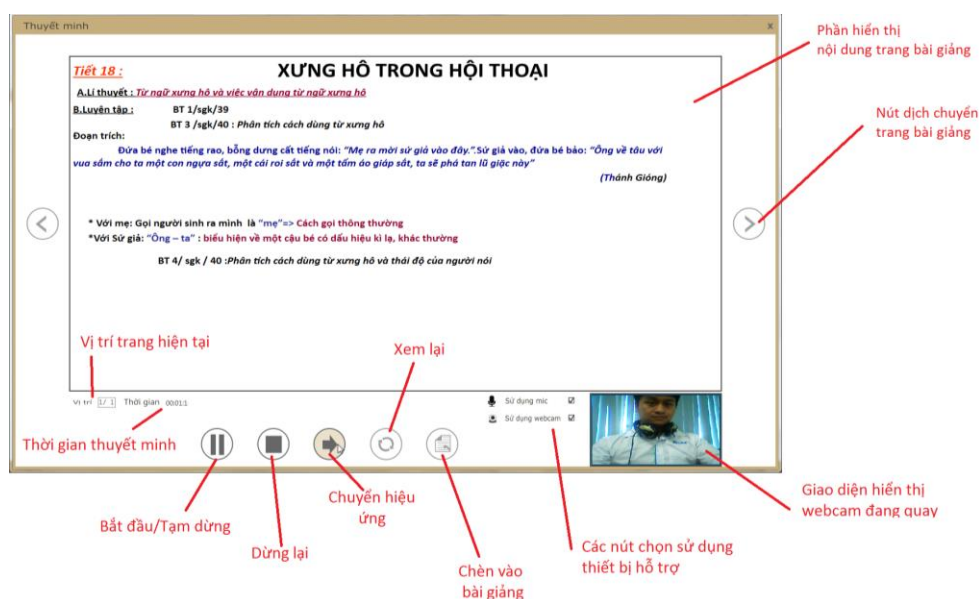 Thuyết minh
x
Phần hiển thị
nội dung trang bài giảng
Tiết 18 :
XƯNG HÔ TRONG HỘI THOẠI
A.Lí thuyết : Từ ngữ xưng hô và việc vận dung từ ngữ xưng hô
B.Luyên tâp :
BT 1/sgk/39
BT 3 /sgk/40 : Phân tích cách dùng từ xưng hô
Đoạn trích:
Đứa bé nghe tiếng rao, bỗng dưng cất tiếng nói: "Mẹ ra mời sứ giả vào đây.".Sứ giả vào, đứa bé bảo: "Ông về tâu với
vua sắm cho ta một con ngựa sắt, một cái roi sắt và một tấm áo giáp sắt, ta sẽ phá tan lũ giặc này"
(Thánh Gióng)
Nút dịch chuyển
trang bài giảng
* Với mẹ: Gọi người sinh ra mình là "mẹ"=> Cách gọi thông thường
*Với Sứ giả: "Ông – ta" : biểu hiện về một cậu bé có dấu hiệu kì lạ, khác thường
BT 4/ sgk / 40 :Phân tích cách dùng từ xưng hô và thái độ của người nói
Vị trí trang hiện tại
Xem lại
Vị trí 1/ 1 Thời gian 00:01:1
Sử dụng mic
Sử dụng webcam
Thời gian thuyết minh
Bắt đầu/Tạm dừng
Dừng lại
Chuyển hiệu
ứng
Chèn vào
bài giảng
Các nút chọn sử dụng
thiết bị hỗ trợ
Giao diện hiển thị
webcam đang quay